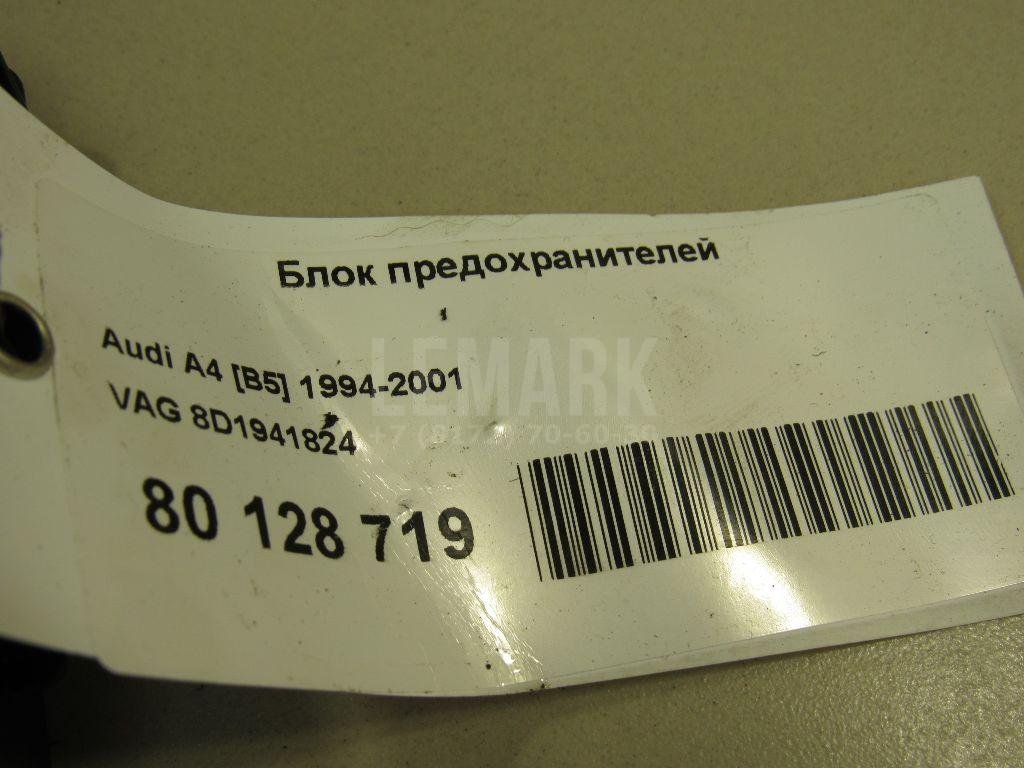 Блок предохранителей
Audi A4 [B5] 1994-2001
VAG 8D1941824
80 128 719
LEMARK